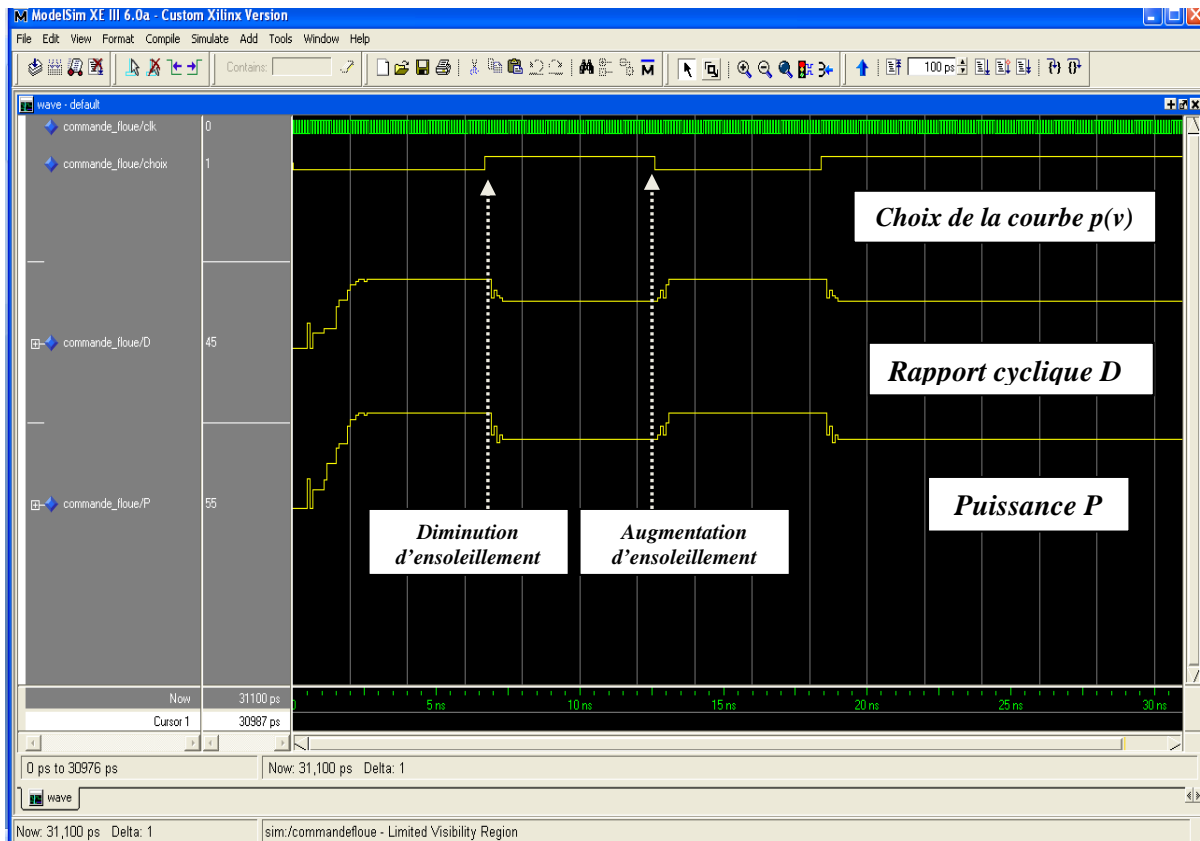 ModelSim XE III 6.0a - Custom Xilinx Version
File Edit View Format Compile Simulate Add Tools Window Help
Contains:
100 ps
wave - default
commande_floue/clk 0
commande_floue/choix 1
Choix de la courbe p(v)
commande_floue/D 45
Rapport cyclique D
commande_floue/P 55
Puissance P
Diminution
d'ensoleillement
Augmentation
d'ensoleillement
Now 31100 ps
Cursor 1 30987 ps
0 5 ns 10 ns 15 ns 20 ns 25 ns 30 ns
0 ps to 30976 ps Now: 31,100 ps Delta: 1
wave
Now: 31,100 ps Delta: 1 sim:/commandefloue - Limited Visibility Region